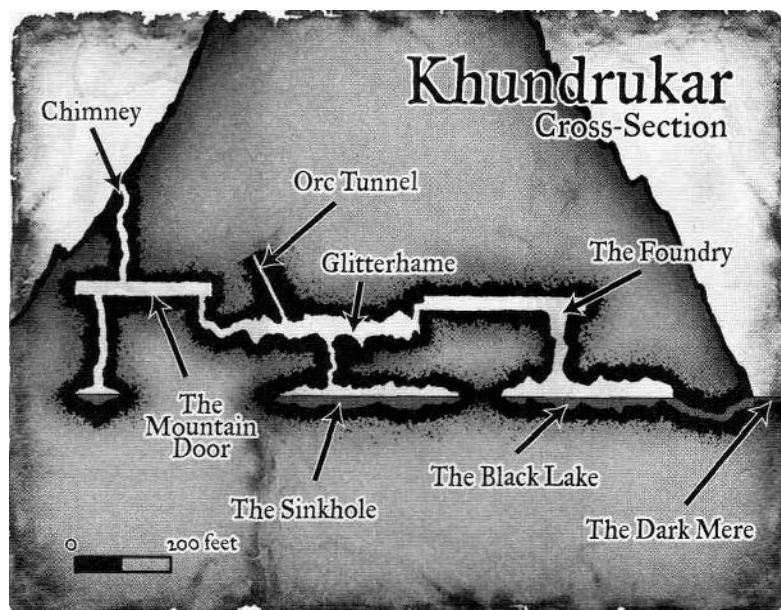 Khundrukar
Cross-Section
Chimney
Orc Tunnel
Glitterhame
The Foundry
The
Mountain
Door
The Sinkhole
The Black Lake
The Dark Mere
0
200 feet